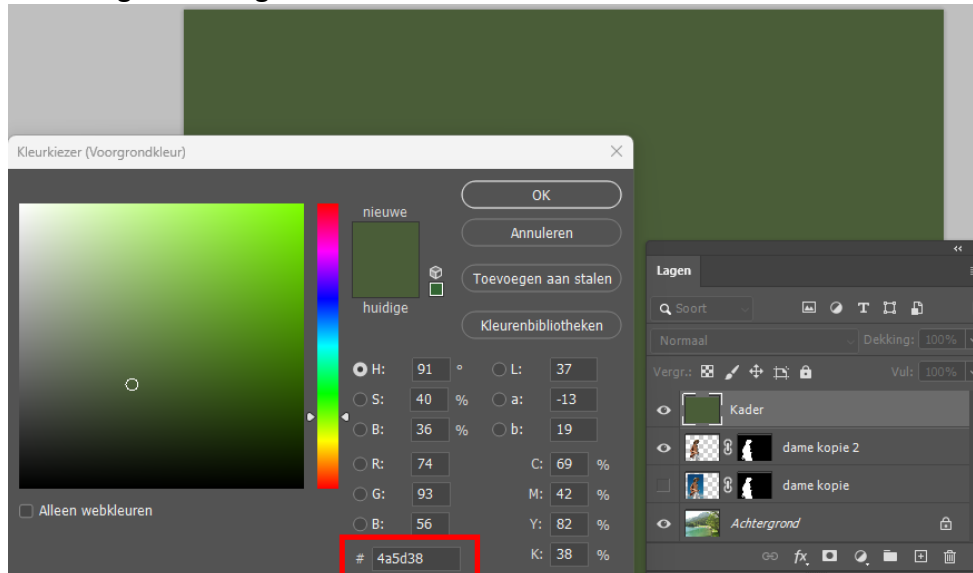 Kleurkiezer (Voorgrondkleur)
nieuwe
huidige
OK
Annuleren
Toevoegen aan stalen
Kleurenbibliotheken
H: 91 °
S: 40 %
B: 36 %
R: 74
G: 93
B: 56
# 4a5d38
L: 37
a: -13
b: 19
C: 69 %
M: 42 %
Y: 82 %
K: 38 %
Alleen webkleuren
Lagen
Soort
Normaal
Dekking: 100%
Vergr.:
Vul: 100%
Kader
dame kopie 2
dame kopie
Achtergrond
fx